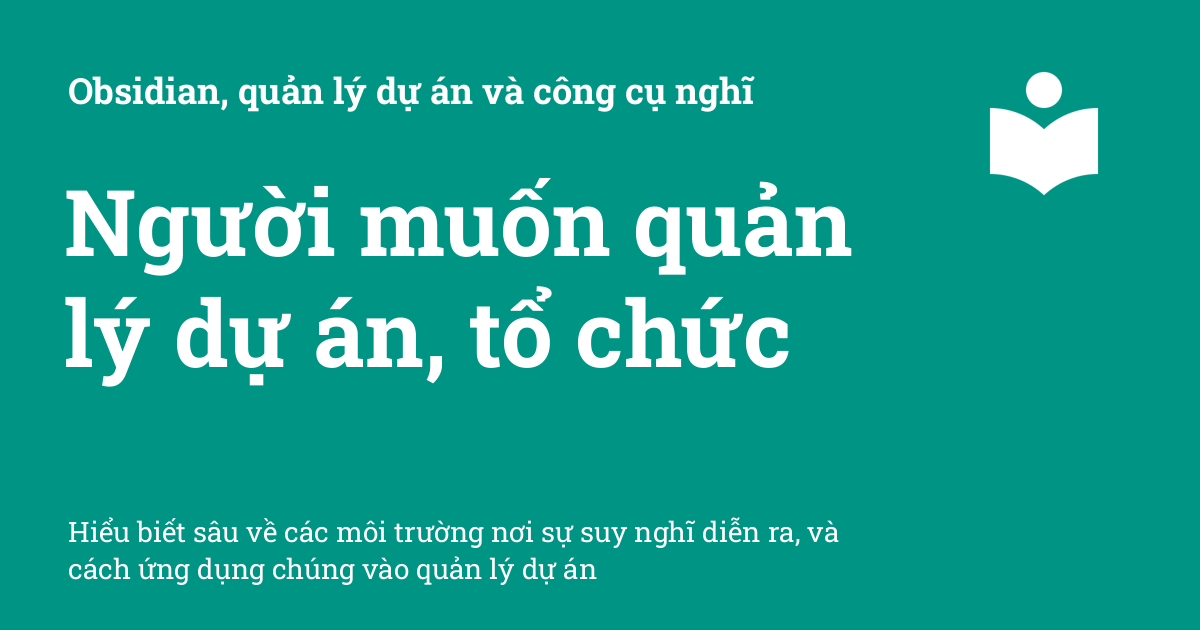 Obsidian, quản lý dự án và công cụ nghĩ
Người muốn quản
lý dự án, tổ chức
Hiểu biết sâu về các môi trường nơi sự suy nghĩ diễn ra, và
cách ứng dụng chúng vào quản lý dự án